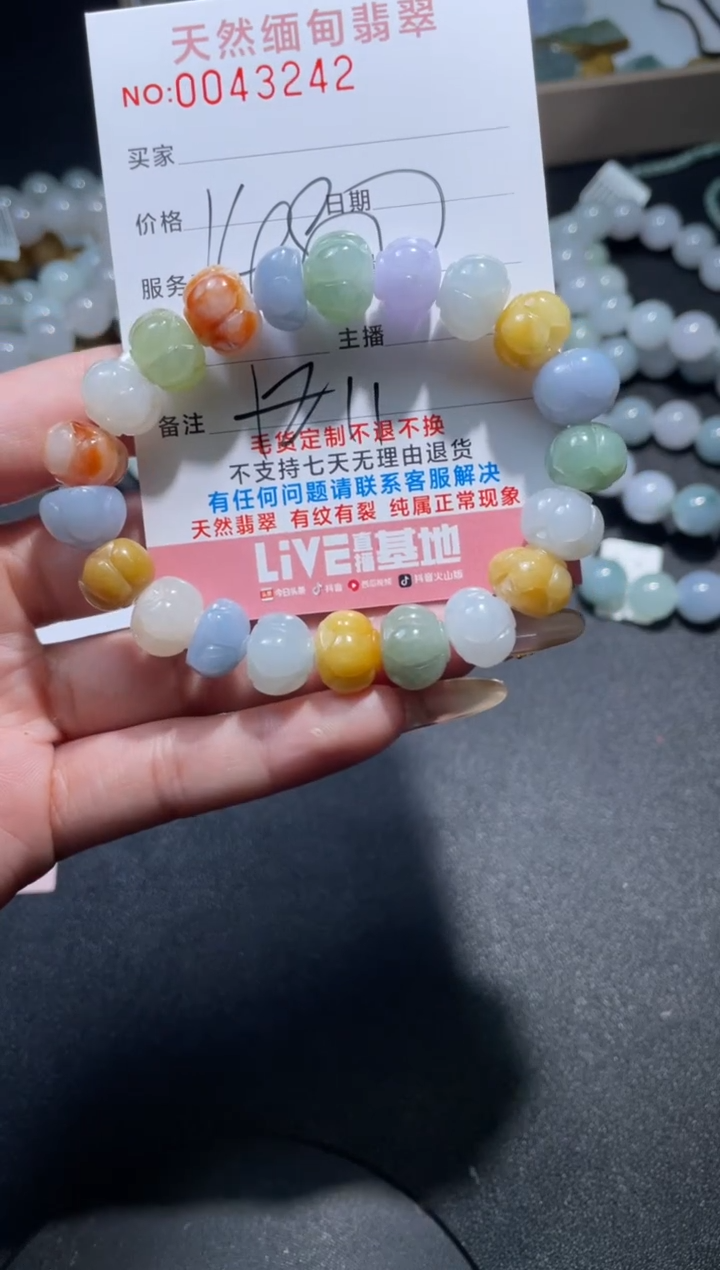 天然缅甸翡翠
NO:0043242
买家
价格
日期
服务
主播
备注
毛货定制不退不换
不支持七天无理由退货
有任何问题请联系客服解决
天然翡翠 有纹有裂 纯属正常现象
LiVE直播基地
今日头条 抖音 西瓜视频 抖音火山版